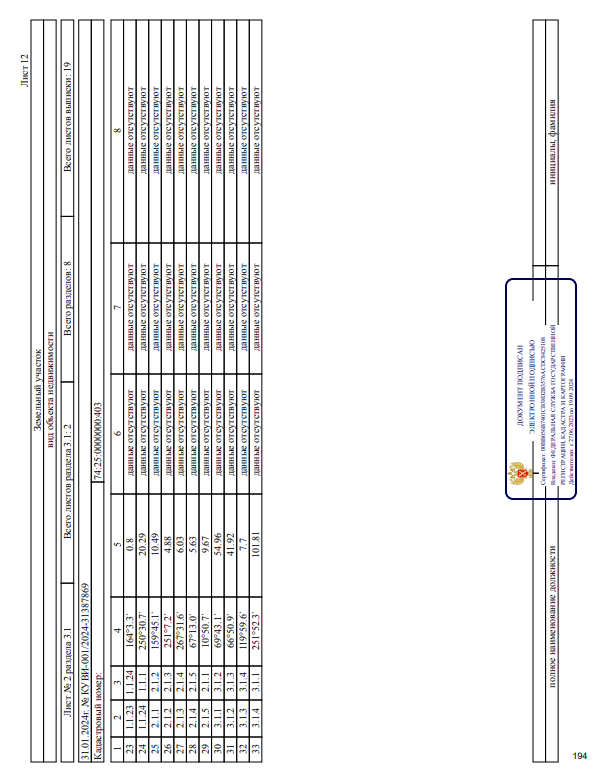 Лист 12
Земельный участок
вид объекта недвижимости
Лист № 2 раздела 3.1 Всего листов раздела 3.1: 2 Всего разделов: 8 Всего листов выписки: 19
31.01.2024г. № КУВИ-001/2024-31387869
Кадастровый номер: 74:25:0000000:403
1 2 3 4 5 6 7 8
23 1.1.23 1.1.24 164°3.3` 0.8 данные отсутствуют данные отсутствуют данные отсутствуют
24 1.1.24 1.1.1 250°30.7` 20.29 данные отсутствуют данные отсутствуют данные отсутствуют
25 2.1.1 2.1.2 159°45.1` 10.49 данные отсутствуют данные отсутствуют данные отсутствуют
26 2.1.2 2.1.3 251°7.2` 4.88 данные отсутствуют данные отсутствуют данные отсутствуют
27 2.1.3 2.1.4 267°31.6` 6.03 данные отсутствуют данные отсутствуют данные отсутствуют
28 2.1.4 2.1.5 67°13.0` 5.63 данные отсутствуют данные отсутствуют данные отсутствуют
29 2.1.5 2.1.1 10°50.7` 9.67 данные отсутствуют данные отсутствуют данные отсутствуют
30 3.1.1 3.1.2 69°43.1` 54.96 данные отсутствуют данные отсутствуют данные отсутствуют
31 3.1.2 3.1.3 66°50.9` 41.92 данные отсутствуют данные отсутствуют данные отсутствуют
32 3.1.3 3.1.4 119°59.6` 7.7 данные отсутствуют данные отсутствуют данные отсутствуют
33 3.1.4 3.1.1 251°52.3` 101.81 данные отсутствуют данные отсутствуют данные отсутствуют
ДОКУМЕНТ ПОДПИСАН
ЭЛЕКТРОННОЙ ПОДПИСЬЮ
Сертификат:
Владелец: ФЕДЕРАЛЬНАЯ СЛУЖБА ГОСУДАРСТВЕННОЙ
РЕГИСТРАЦИИ, КАДАСТРА И КАРТОГРАФИИ
Действителен: с 27.06.2023 по 19.09.2024
полное наименование должности инициалы, фамилия
194